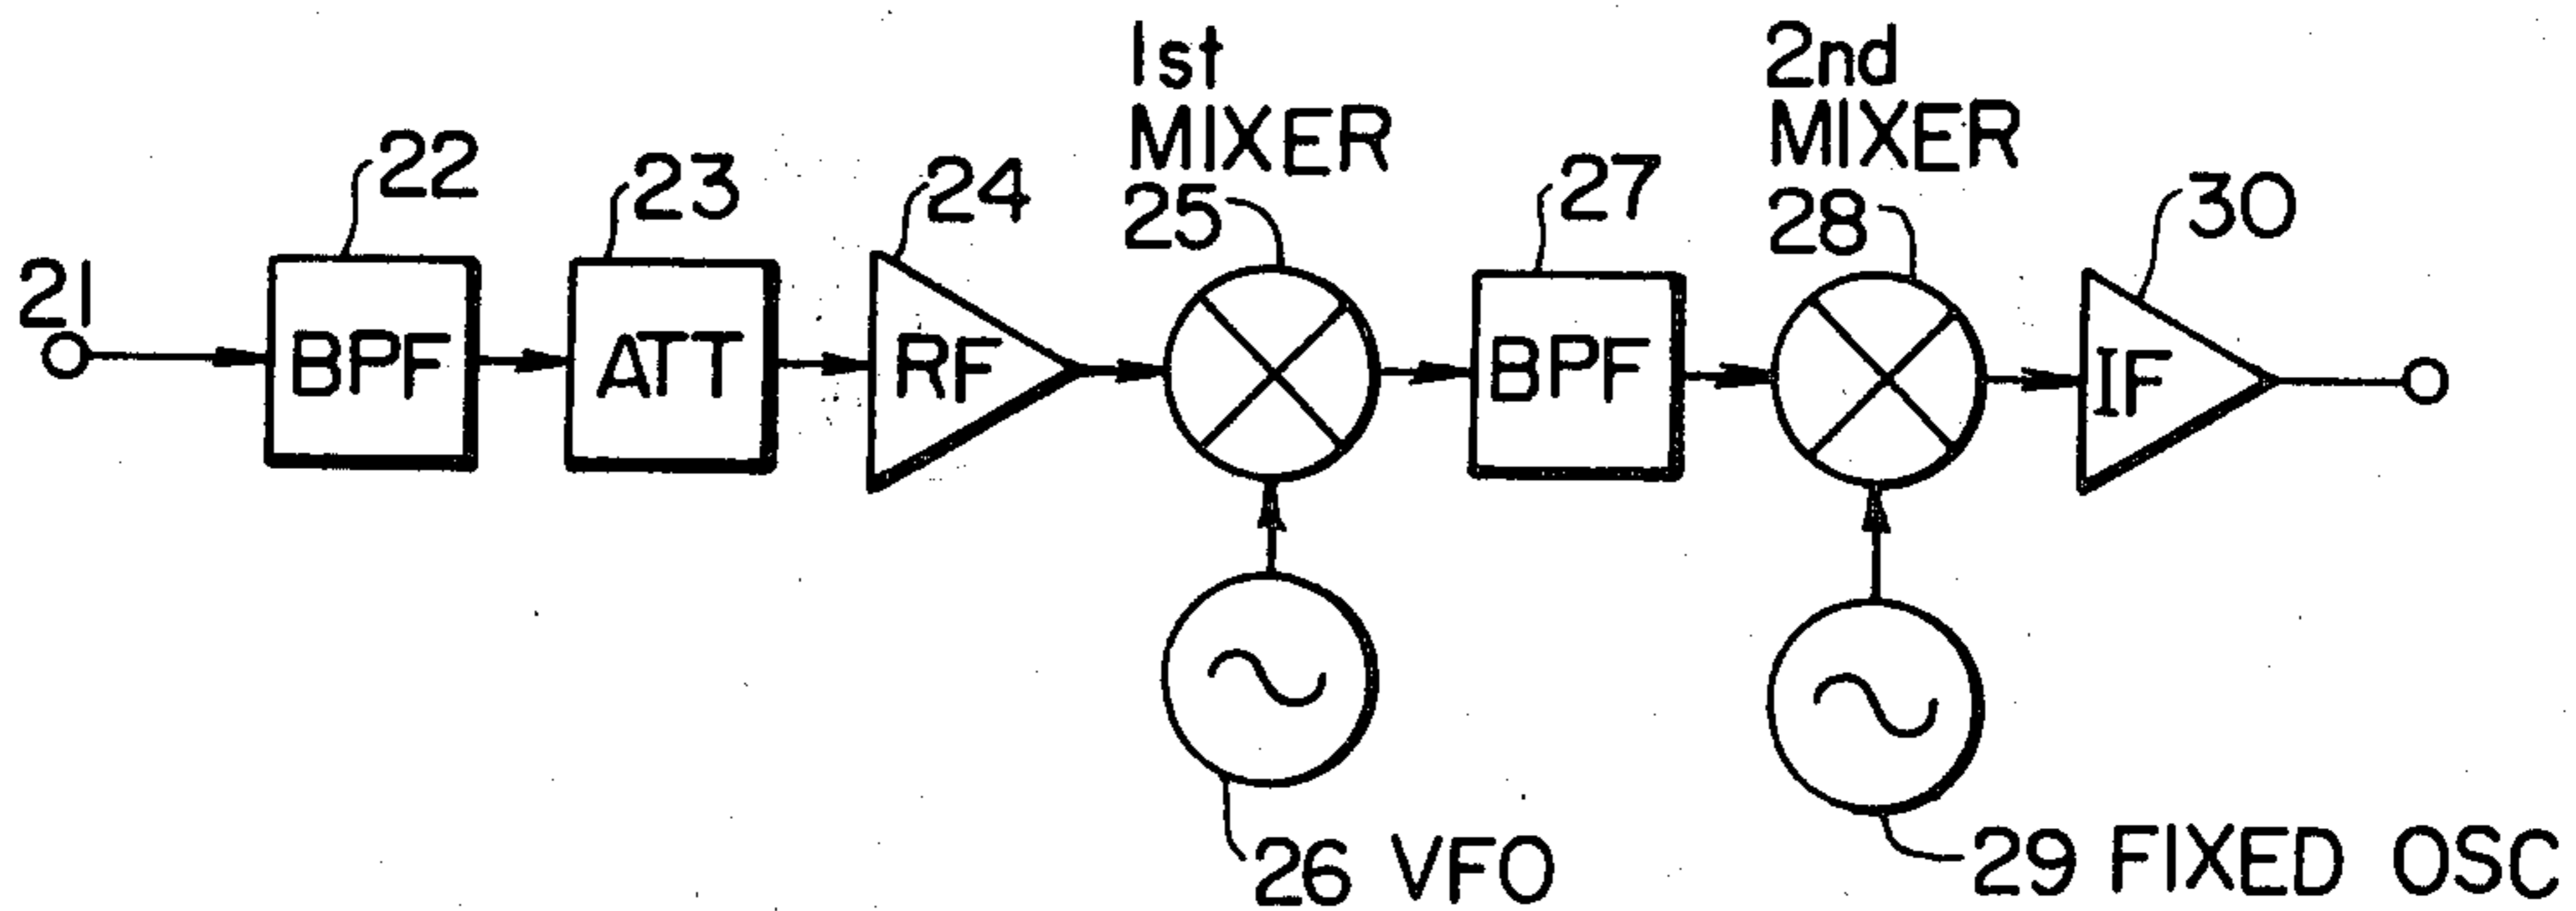 1st
MIXER
25
2nd
MIXER
28
22
23
24
27
30
21
BPF
ATT
RF
BPF
IF
26 VFO
29 FIXED OSC